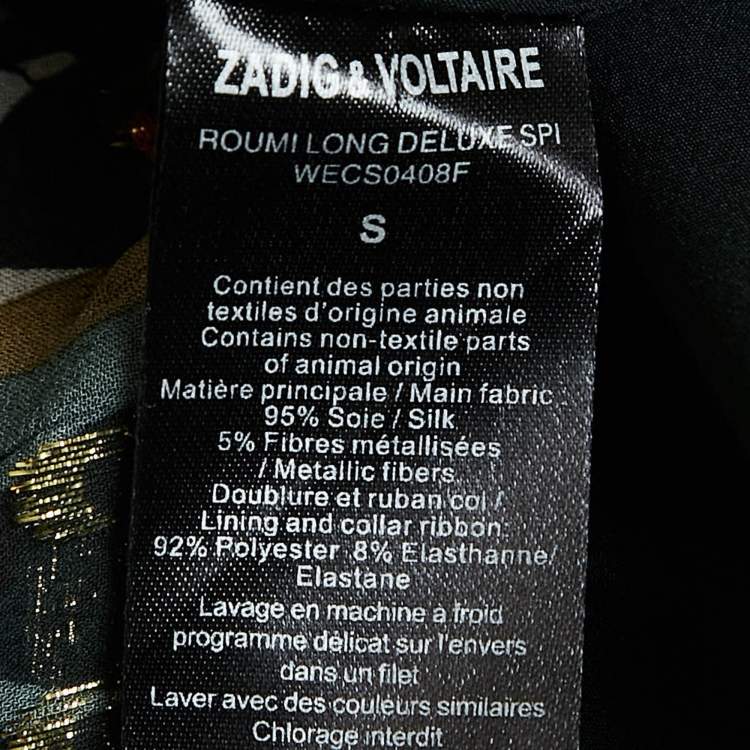 ZADIG & VOLTAIRE
ROUMI LONG DELUXE SPI
WECS0408F
S
Contient des parties non
textiles d'origine animale
Contains non-textile parts
of animal origin
Matière principale / Main fabric
95% Soie / Silk
5% Fibres métallisées
/ Metallic fibers
Doublure et ruban col /
Lining and collar ribbon:
92% Polyester 8% Elasthanne/
Elastane
Lavage en machine a froid
programme délicat sur l'envers
dans un filet
Laver avec des couleurs similaires
Chlorage interdit